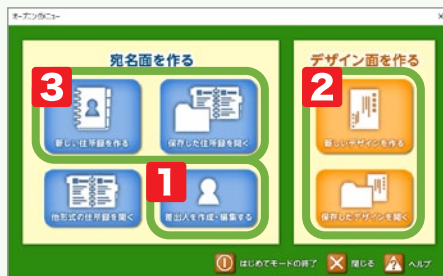 オープニングメニュー
宛名面を作る
デザイン面を作る
3
2
新しい住所録を作る
保存した住所録を開く
新しいデザインを作る
1
他形式の住所録を開く
差出人を作成・編集する
保存したデザインを開く
はじめてモードの終了
閉じる
ヘルプ